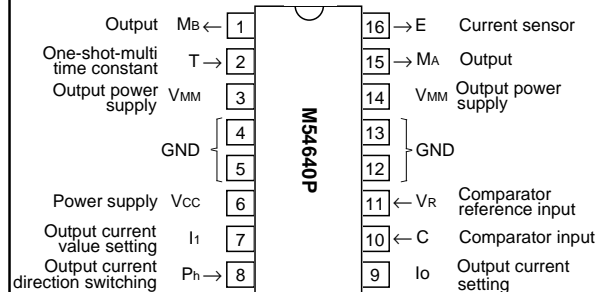 Output MB ← 1
One-shot-multi
time constant T → 2
Output power
supply VMM 3
4
GND
5
Power supply VCC 6
Output current
value setting I1 7
Output current
direction switching Ph → 8
M54640P
16 → E Current sensor
15 → MA Output
14 VMM Output power
supply
13
GND
12
11 ← VR Comparator
reference input
10 ← C Comparator input
9 Io Output current
setting